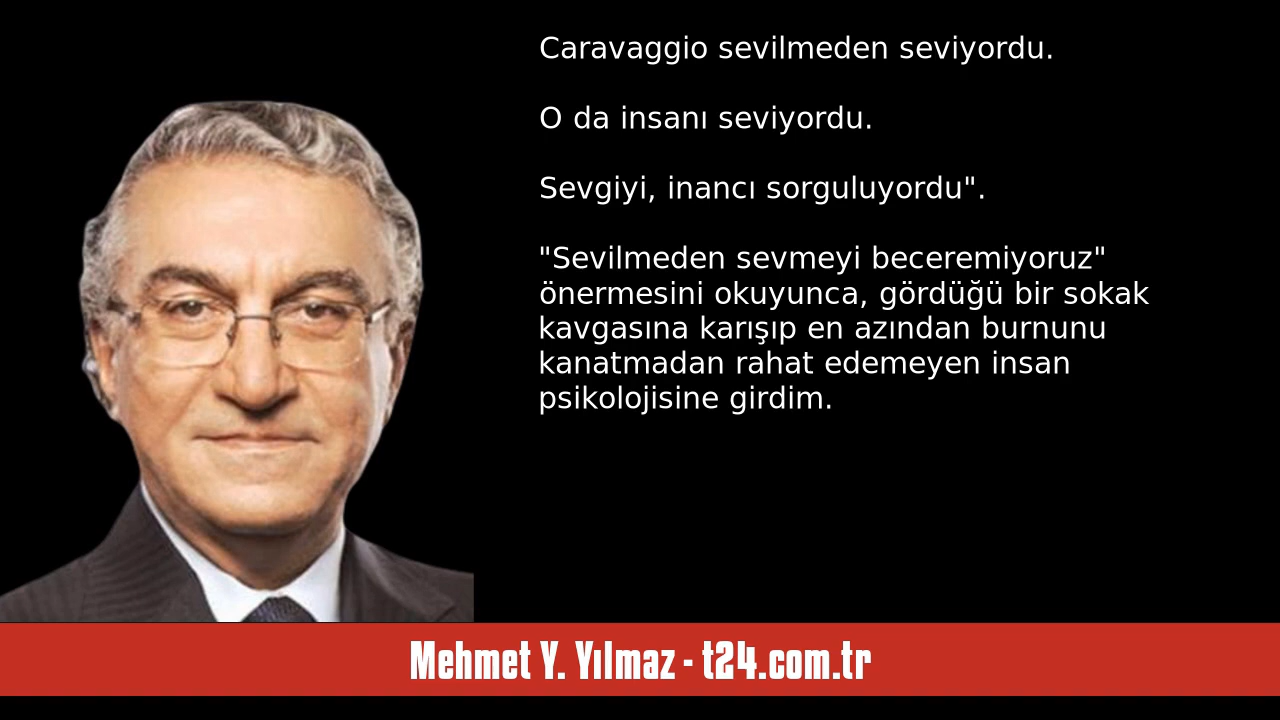 Caravaggio sevilmeden seviyordu.
O da insanı seviyordu.
Sevgiyi, inancı sorguluyordu".
"Sevilmeden sevmeyi beceremiyoruz"
önermesini okuyunca, gördüğü bir sokak
kavgasına karışıp en azından burnunu
kanatmadan rahat edemeyen insan
psikolojisine girdim.
Mehmet Y. Yılmaz - t24.com.tr